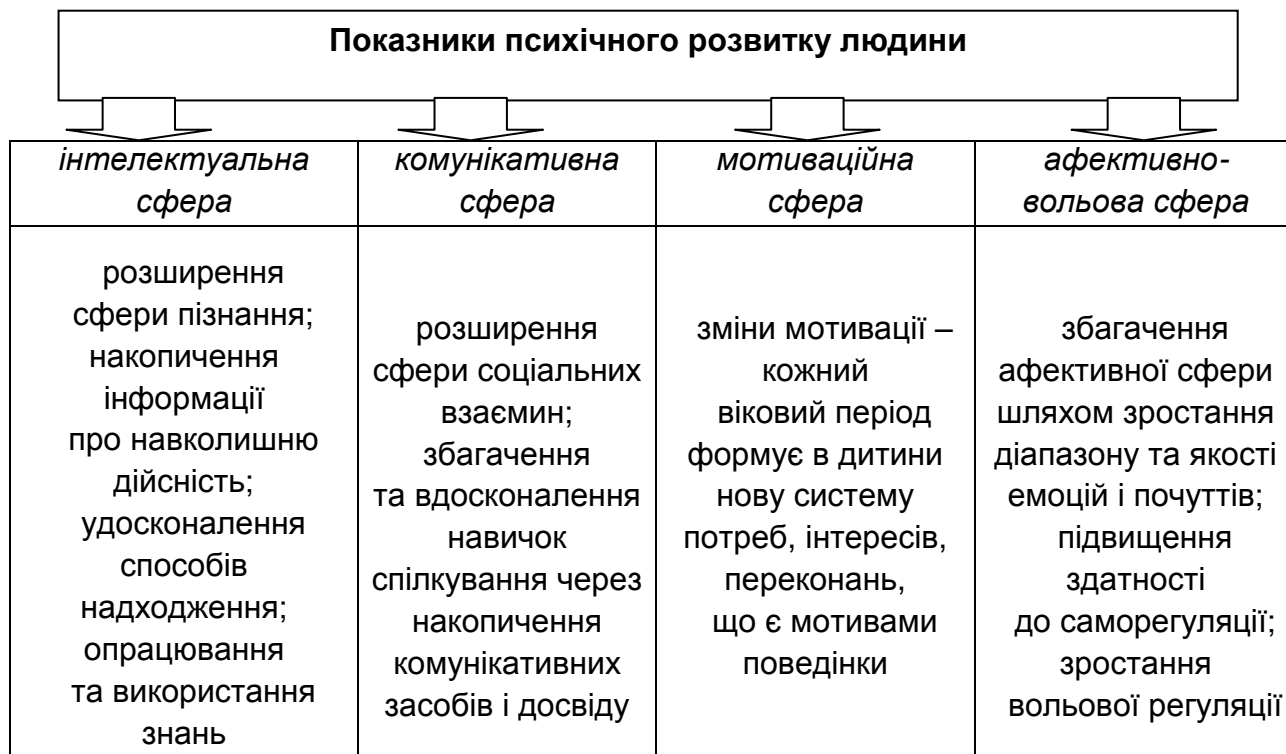 Показники психічного розвитку людини
інтелектуальна
сфера
комунікативна
сфера
мотиваційна
сфера
афективно-
вольова сфера
розширення
сфери пізнання;
накопичення
інформації
про навколишню
дійсність;
удосконалення
способів
надходження;
опрацювання
та використання
знань
розширення
сфери соціальних
взаємин;
збагачення
та вдосконалення
навичок
спілкування через
накопичення
комунікативних
засобів і досвіду
зміни мотивації –
кожний
віковий період
формує в дитини
нову систему
потреб, інтересів,
переконань,
що є мотивами
поведінки
збагачення
афективної сфери
шляхом зростання
діапазону та якості
емоцій і почуттів;
підвищення
здатності
до саморегуляції;
зростання
вольової регуляції